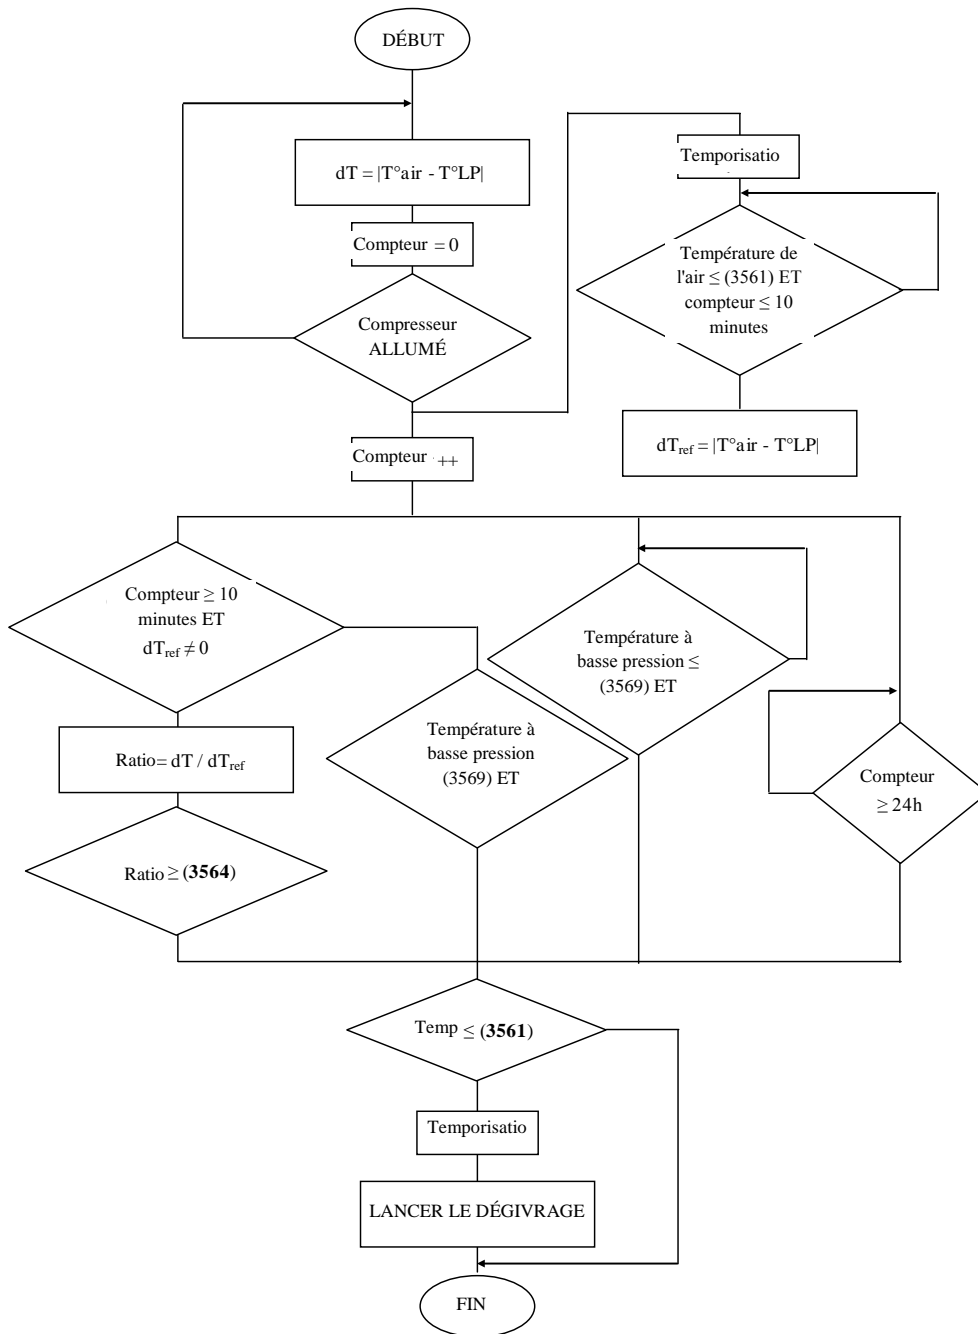 DÉBUT
dT = |T°air - T°LP|
Compteur = 0
Compresseur
ALLUMÉ
Compteur ++
Temporisatio
Température de
l'air ≤ (3561) ET
compteur ≤ 10
minutes
dTref = |T°air - T°LP|
Compteur ≥ 10
minutes ET
dTref ≠ 0
Ratio= dT / dTref
Ratio ≥ (3564)
Température à
basse pression
(3569) ET
Température à
basse pression ≤
(3569) ET
Compteur
≥ 24h
Temp ≤ (3561)
Temporisatio
LANCER LE DÉGIVRAGE
FIN